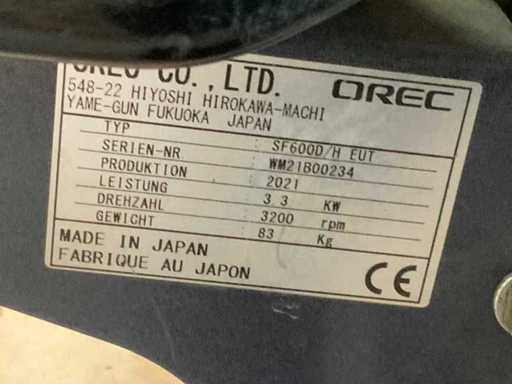 OREC CO., LTD. OREC
548-22 HIYOSHI HIROKAWA-MACHI
YAME-GUN FUKUOKA JAPAN
TYP : SF600D/H EUT
SERIEN-NR. : WM21B00234
PRODUKTION : 2021
LEISTUNG : 3.3 KW
DREHZAHL : 3200 rpm
GEWICHT : 83 Kg
MADE IN JAPAN
FABRIQUE AU JAPON CE